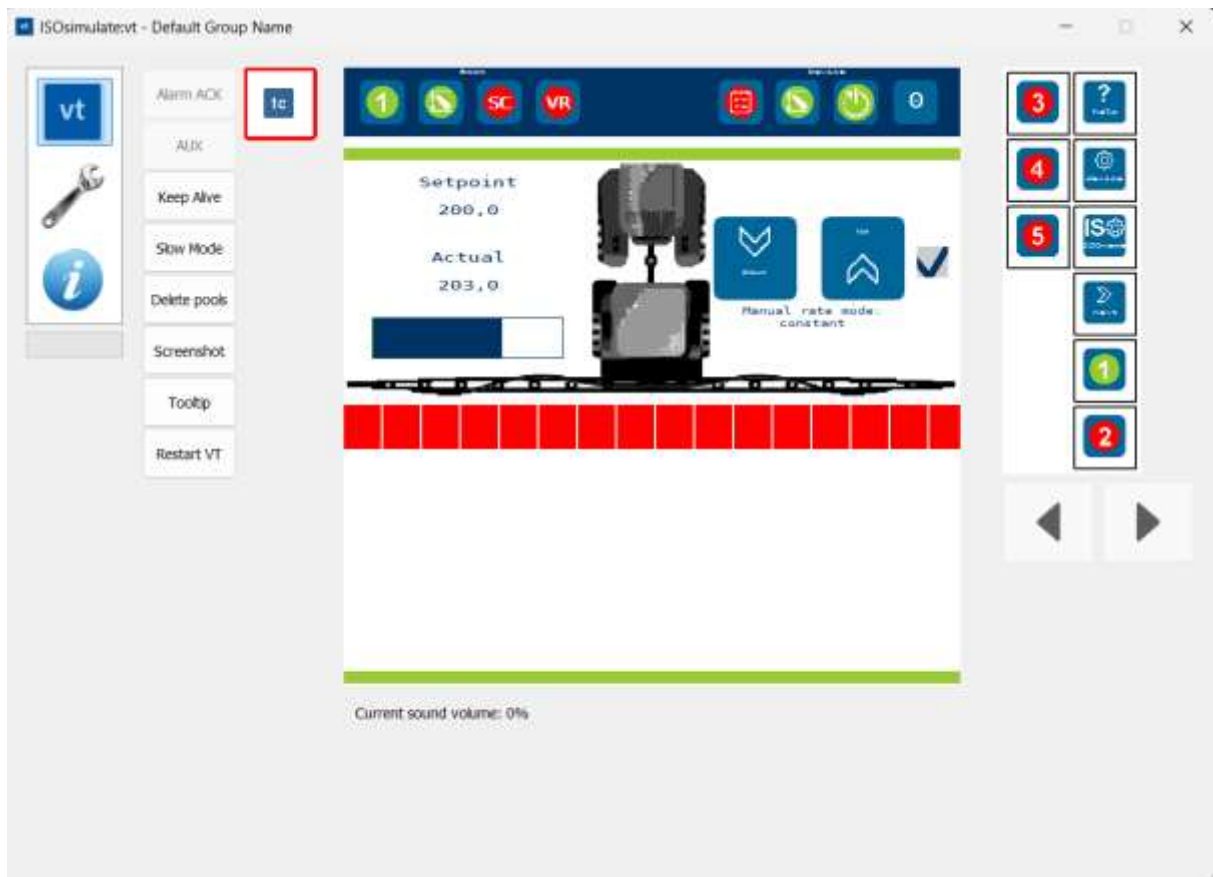 ISOsimulate:vt - Default Group Name
vt
Alarm ACK
AUX
Keep Alive
Slow Mode
Delete pools
Screenshot
Tooltip
Restart VT
1c
1
SC
VR
0
Setpoint
200,0
Actual
203,0
Manual rate mode:
constant
3
?
4
5
IS
1
2
Current sound volume: 0%